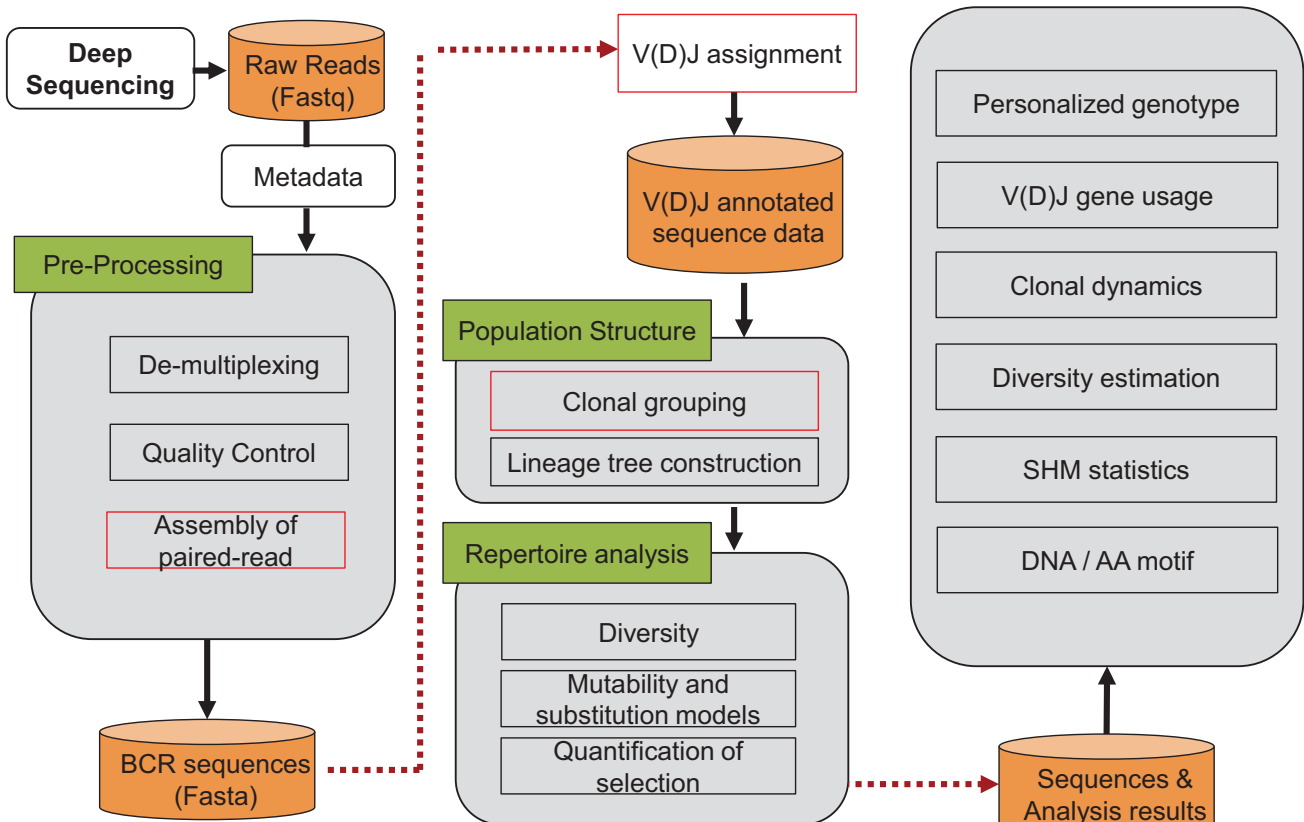 Deep
Sequencing
Raw Reads
(Fastq)
Metadata
Pre-Processing
De-multiplexing
Quality Control
Assembly of
paired-read
BCR sequences
(Fasta)
V(D)J assignment
V(D)J annotated
sequence data
Population Structure
Clonal grouping
Lineage tree construction
Repertoire analysis
Diversity
Mutability and
substitution models
Quantification of
selection
Personalized genotype
V(D)J gene usage
Clonal dynamics
Diversity estimation
SHM statistics
DNA / AA motif
Sequences &
Analysis results